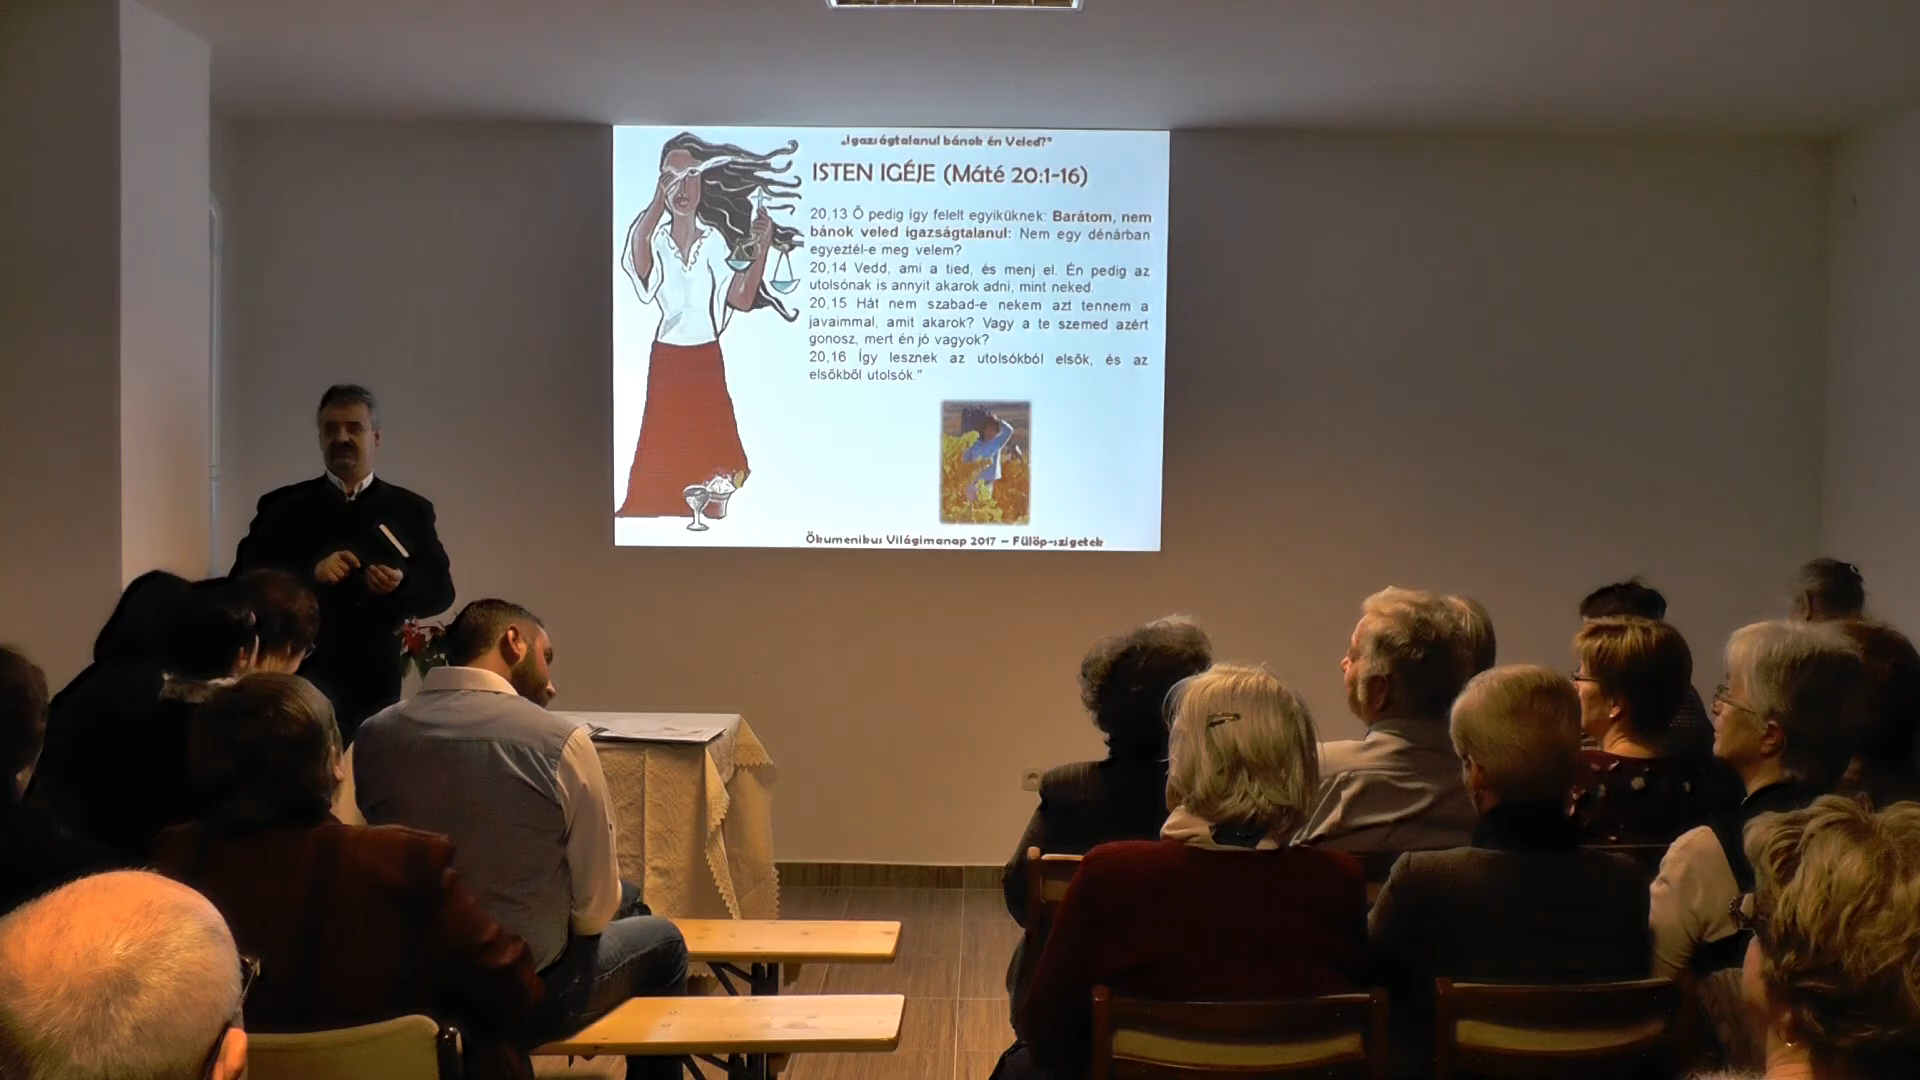 „Igazságtalanul bánok én Veled?"
ISTEN IGÉJE (Máté 20:1-16)
20,13 Ő pedig így felelt egyiküknek: Barátom, nem
bánok veled igazságtalanul: Nem egy dénárban
egyeztél-e meg velem?
20,14 Vedd, ami a tied, és menj el. Én pedig az
utolsónak is annyit akarok adni, mint neked.
20,15 Hát nem szabad-e nekem azt tennem a
javaimmal, amit akarok? Vagy a te szemed azért
gonosz, mert én jó vagyok?
20,16 Így lesznek az utolsókból elsők, és az
elsőkből utolsók."
Ökumenikus Világimanap 2017 – Fülöp-szigetek